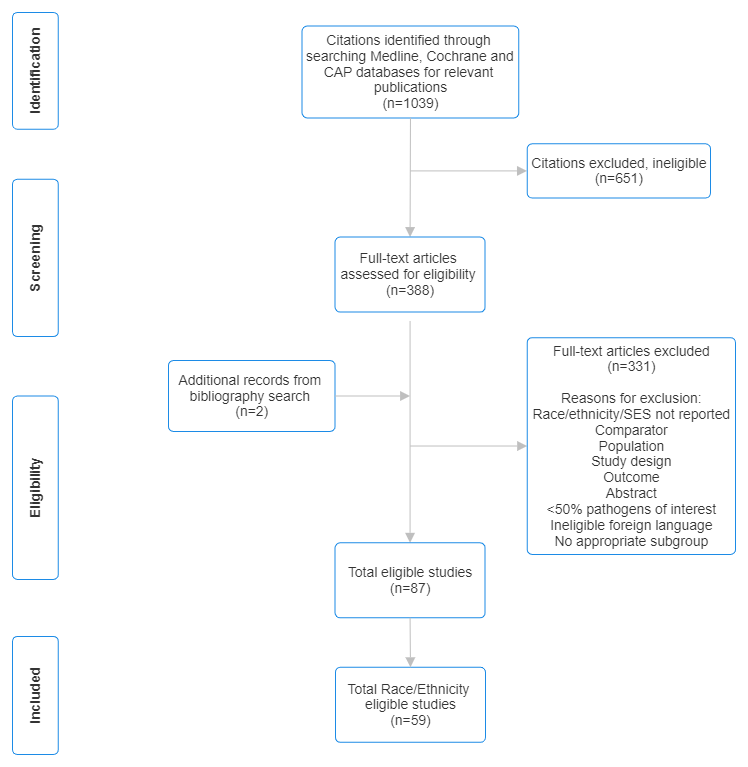 Identification
Citations identified through
searching Medline, Cochrane and
CAP databases for relevant
publications
(n=1039)
Citations excluded, ineligible
(n=651)
Screening
Full-text articles
assessed for eligibility
(n=388)
Additional records from
bibliography search
(n=2)
Full-text articles excluded
(n=331)
Reasons for exclusion:
Race/ethnicity/SES not reported
Comparator
Population
Study design
Outcome
Abstract
<50% pathogens of interest
Ineligible foreign language
No appropriate subgroup
Eligibility
Total eligible studies
(n=87)
Included
Total Race/Ethnicity
eligible studies
(n=59)